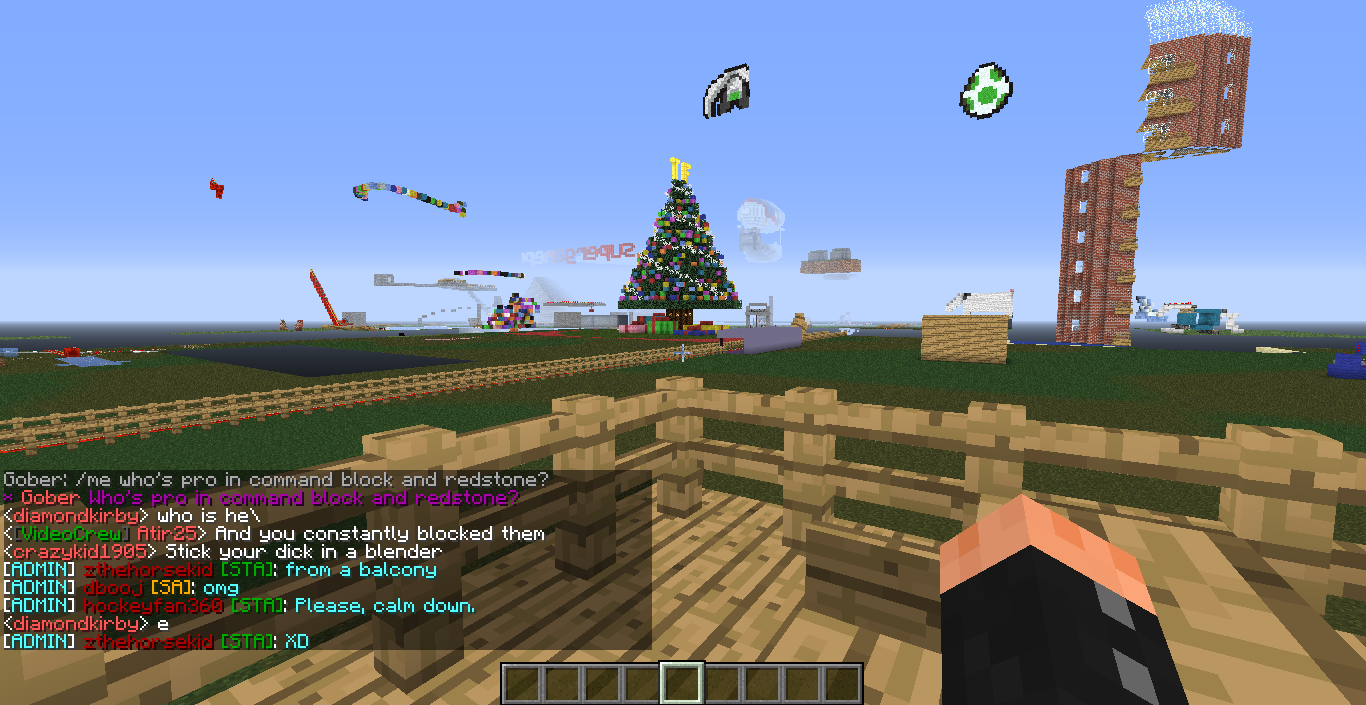 superget
Gober: /me who's pro in command block and redstone?
* Gober Who's pro in command block and redstone?
<diamondkirby> who is he\
<[VideoCrew] Atir25> And you constantly blocked them
<crazykid1905> Stick your dick in a blender
[ADMIN] zthehorsekid [STA]: from a balcony
[ADMIN] dbooj [SA]: omg
[ADMIN] hockeyfan360 [STA]: Please, calm down.
<diamondkirby> e
[ADMIN] zthehorsekid [STA]: XD